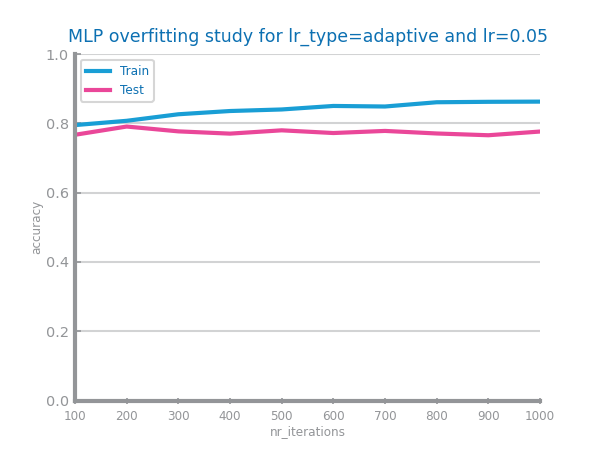 MLP overfitting study for lr_type=adaptive and lr=0.05
1.0
Train
Test
0.8
0.6
accuracy
0.4
0.2
0.0
100 200 300 400 500 600 700 800 900 1000
nr_iterations